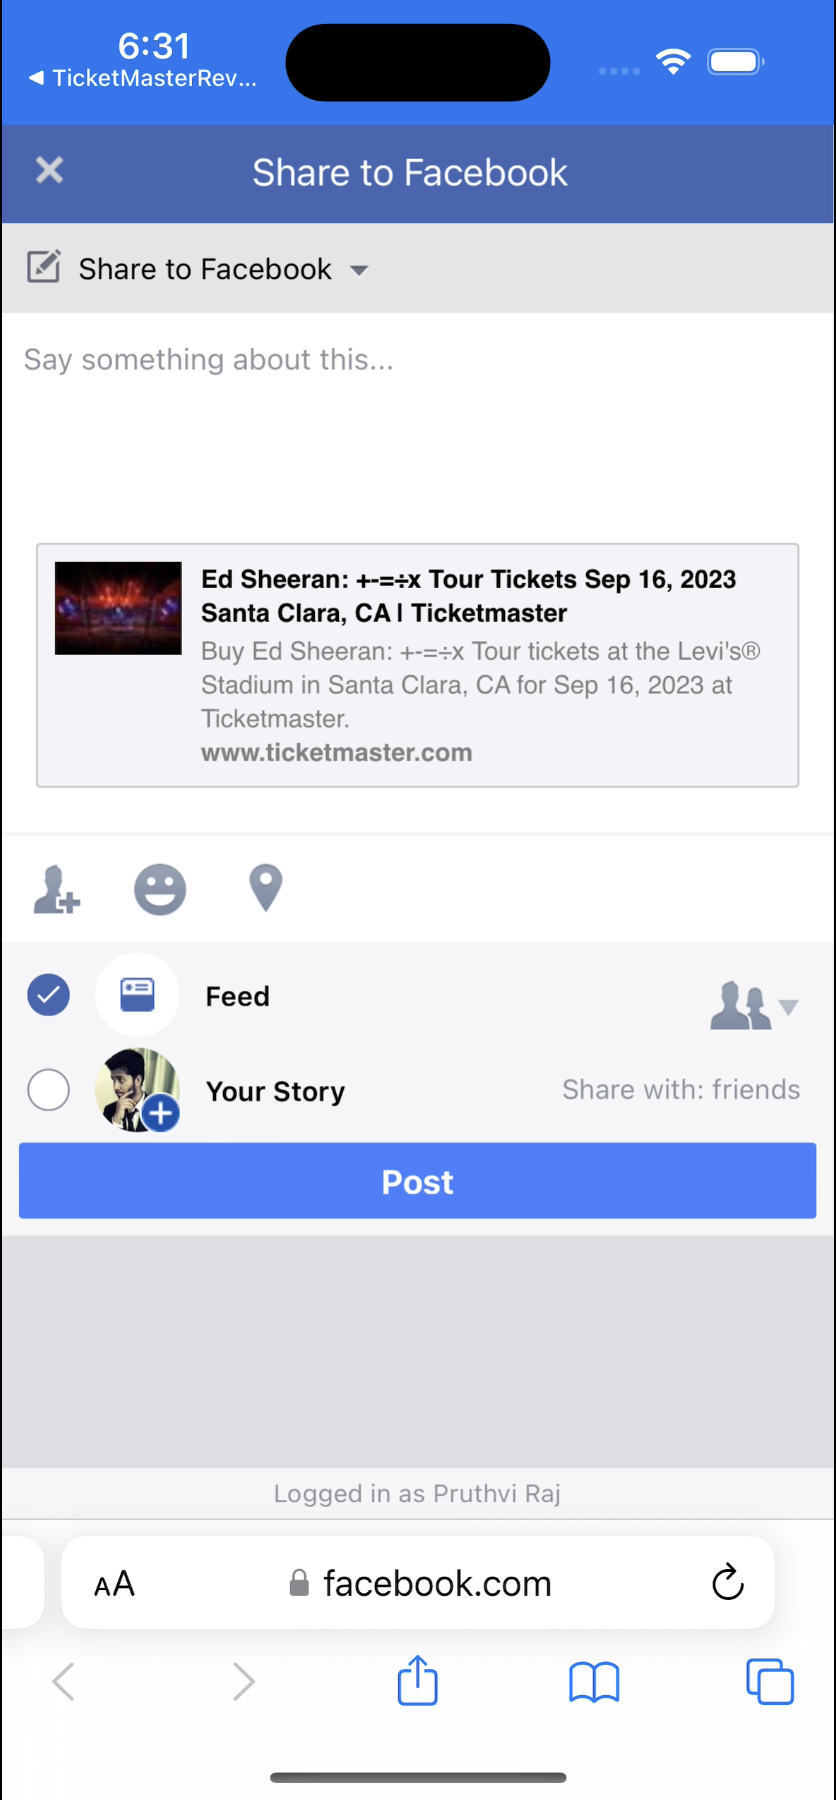 6:31
◀ TicketMasterRev...
Share to Facebook
Share to Facebook
Say something about this...
Ed Sheeran: +-=÷x Tour Tickets Sep 16, 2023
Santa Clara, CA | Ticketmaster
Buy Ed Sheeran: +-=÷x Tour tickets at the Levi's®
Stadium in Santa Clara, CA for Sep 16, 2023 at
Ticketmaster.
www.ticketmaster.com
Feed
Your Story
Share with: friends
Post
Logged in as Pruthvi Raj
AA
facebook.com